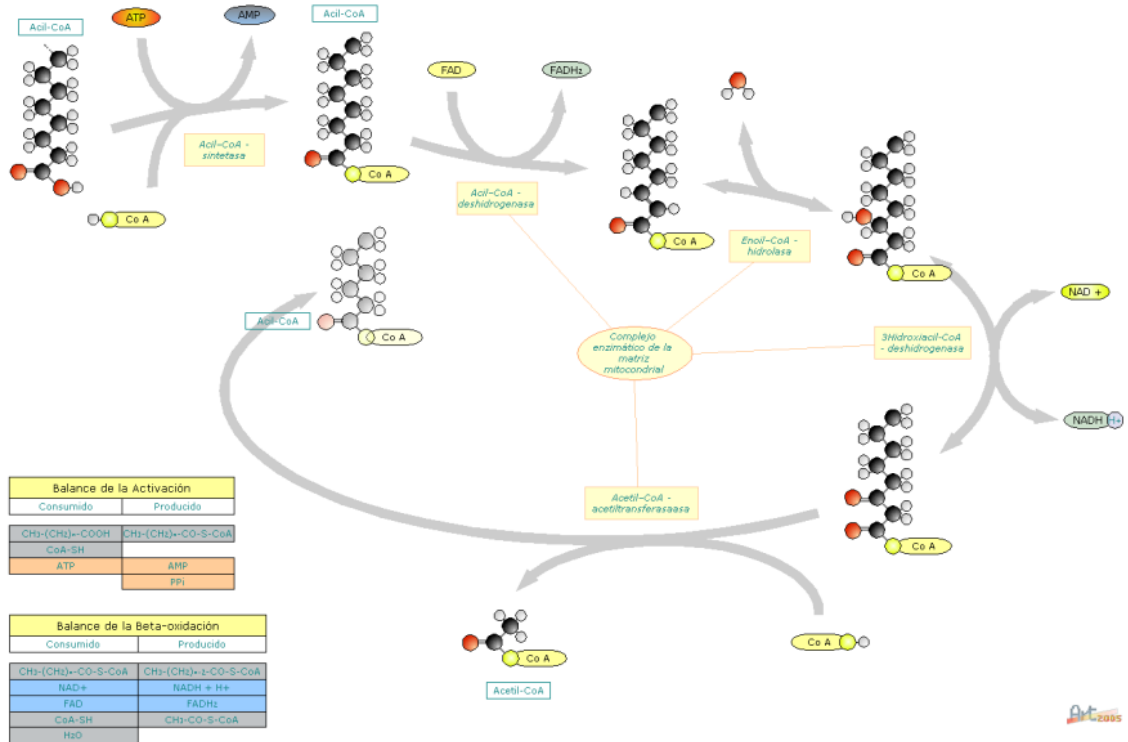 Acil-CoA
ATP
AMP
Acil-CoA
FAD
FADH₂
Acil-CoA -
sintetasa
Co A
Co A
Acil-CoA -
deshidrogenasa
Co A
Enoil-CoA -
hidrolasa
Co A
NAD +
Acil-CoA
Co A
Complejo
enzimático de la
matriz
mitocondrial
3Hidroxiacil-CoA
- deshidrogenasa
NADH H+
Balance de la Activación
Consumido Producido
CH₃-(CH₂)ₙ-COOH CH₃-(CH₂)ₙ-CO-S-CoA
CoA-SH
ATP AMP
PPi
Acetil-CoA -
acetiltransferasaasa
Co A
Balance de la Beta-oxidación
Consumido Producido
CH₃-(CH₂)ₙ-CO-S-CoA CH₃-(CH₂)ₙ-₂-CO-S-CoA
NAD+ NADH + H+
FAD FADH₂
CoA-SH CH₃-CO-S-CoA
H₂O
Co A
Co A
Acetil-CoA
Art 2005